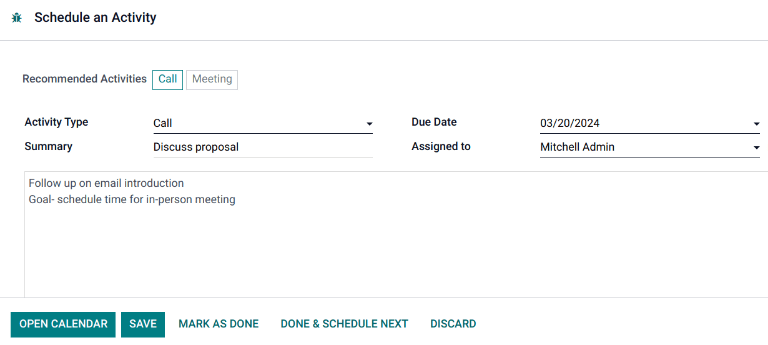 Schedule an Activity
Recommended Activities Call Meeting
Activity Type Call Due Date 03/20/2024
Summary Discuss proposal Assigned to Mitchell Admin
Follow up on email introduction
Goal- schedule time for in-person meeting
OPEN CALENDAR SAVE MARK AS DONE DONE & SCHEDULE NEXT DISCARD